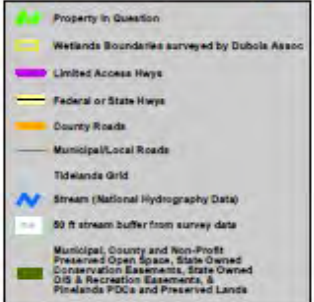 Property in Question
Wetlands Boundaries surveyed by Dubois Assoc
Limited Access Hwys
Federal or State Hwys
County Roads
Municipal/Local Roads
Tidelands Grid
Stream (National Hydrography Data)
50 ft stream buffer from survey data
Municipal, County and Non-Profit
Preserved Open Space, State Owned
Conservation Easements, State Owned
O/S & Recreation Easements, &
Pinelands PDCs and Preserved Lands